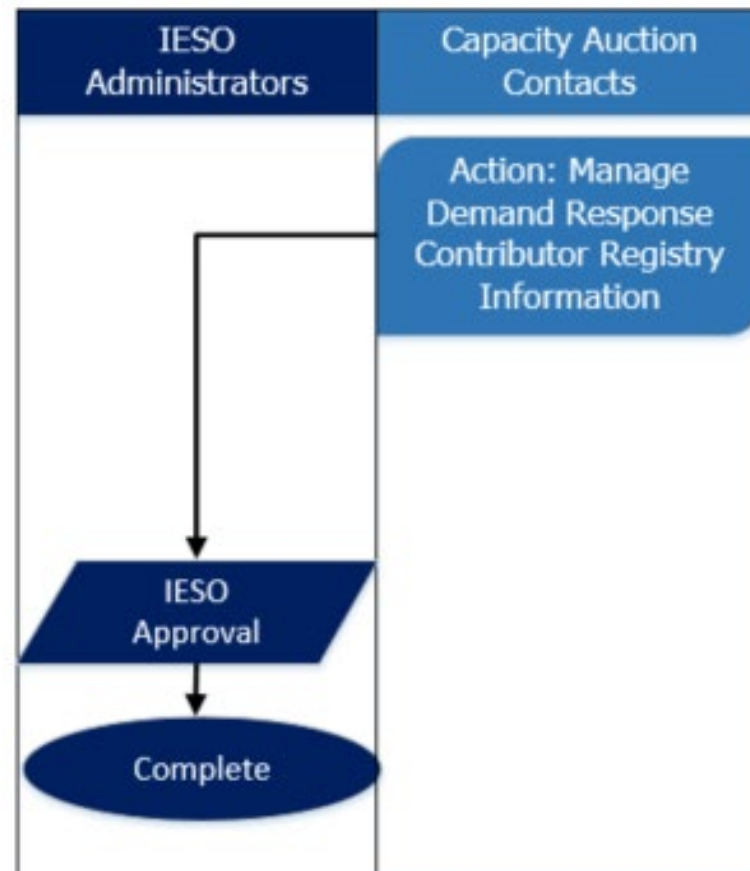 IESO
Administrators
Capacity Auction
Contacts
Action: Manage
Demand Response
Contributor Registry
Information
IESO
Approval
Complete